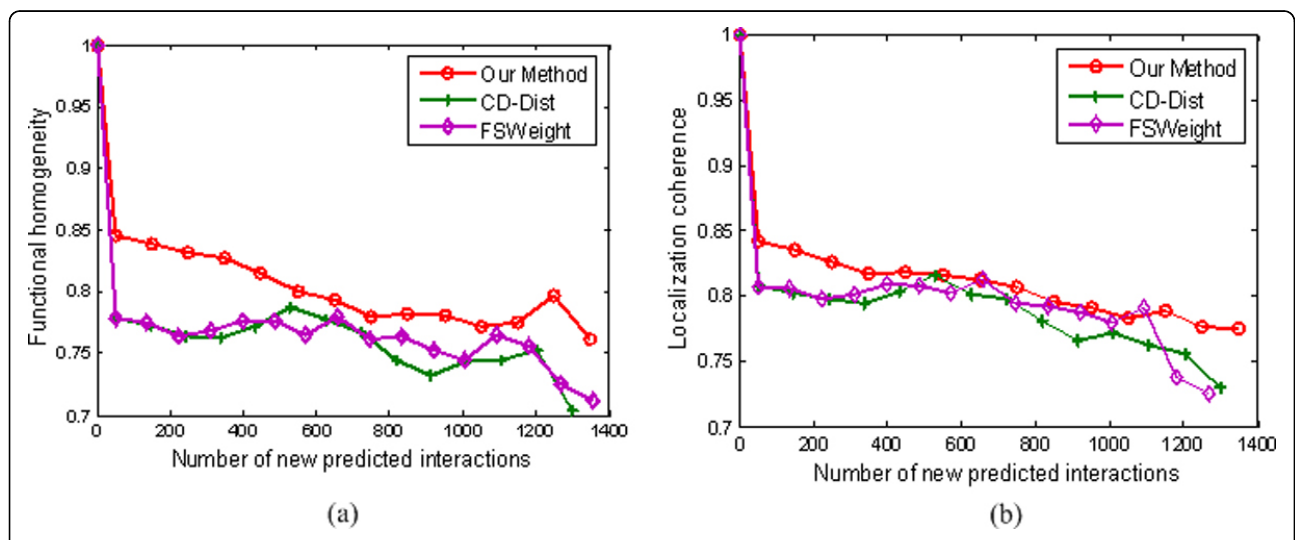 Functional homogeneity
1
0.95
0.9
0.85
0.8
0.75
0.7
0 200 400 600 800 1000 1200 1400
Number of new predicted interactions
Our Method
CD-Dist
FSWeight
(a)
Localization coherence
1
0.95
0.9
0.85
0.8
0.75
0.7
0 200 400 600 800 1000 1200 1400
Number of new predicted interactions
Our Method
CD-Dist
FSWeight
(b)